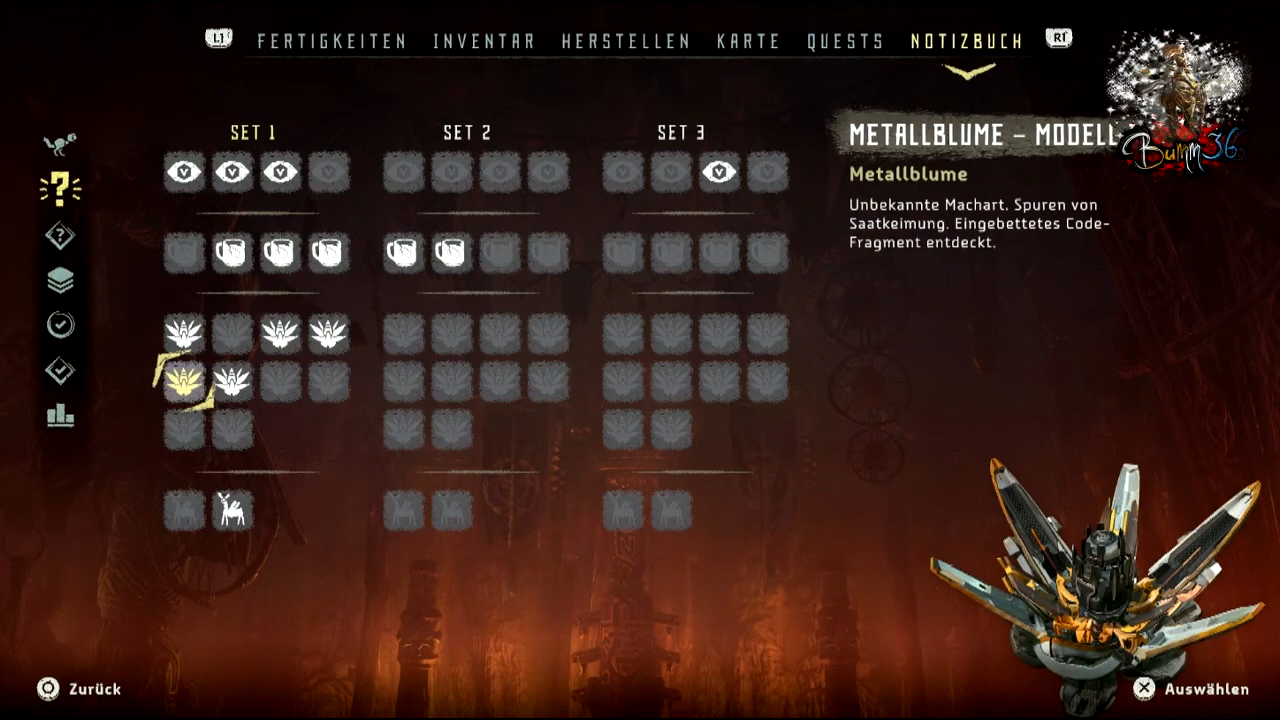 L1 FERTIGKEITEN INVENTAR HERSTELLEN KARTE QUESTS NOTIZBUCH R1
SET 1 SET 2 SET 3
METALLBLUME – MODELL
Bumm36
Metallblume
Unbekannte Machart. Spuren von
Saatkeimung. Eingebettetes Code-
Fragment entdeckt.
Zurück
Auswählen